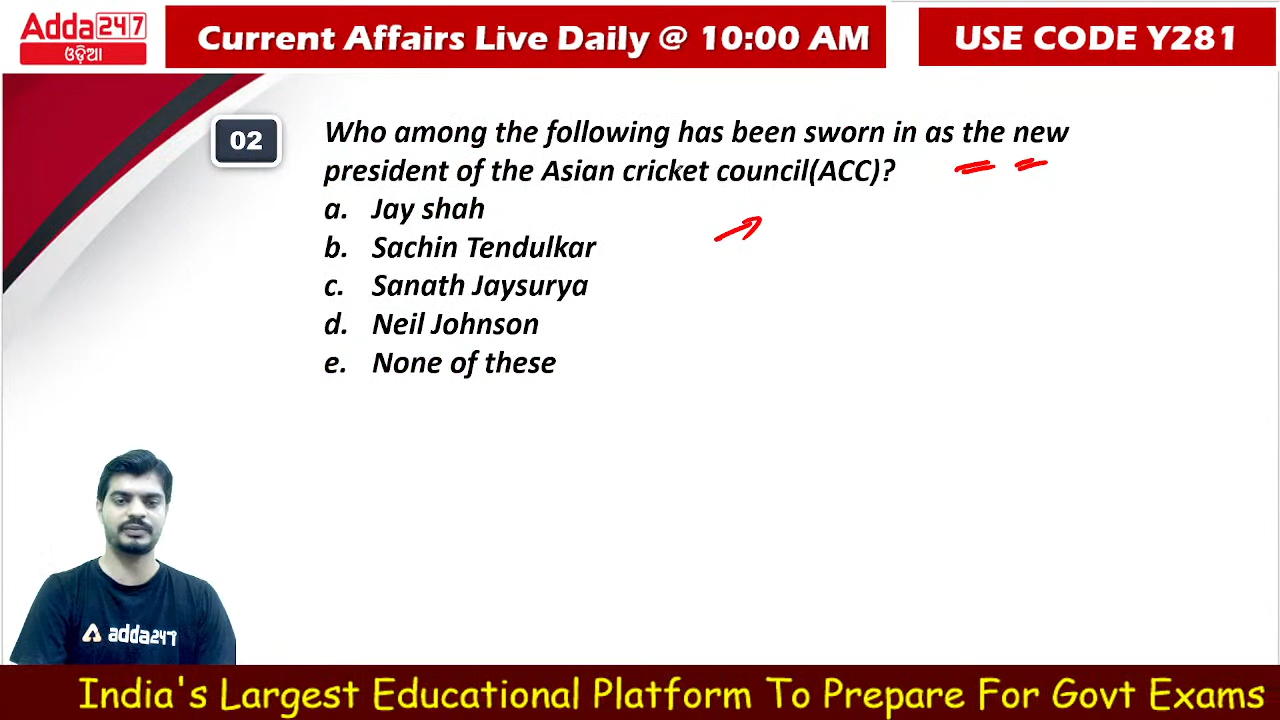 Adda247
ଓଡ଼ିଆ
Current Affairs Live Daily @ 10:00 AM
USE CODE Y281
02
Who among the following has been sworn in as the new
president of the Asian cricket council(ACC)?
a. Jay shah
b. Sachin Tendulkar
c. Sanath Jaysurya
d. Neil Johnson
e. None of these
adda247
India's Largest Educational Platform To Prepare For Govt Exams